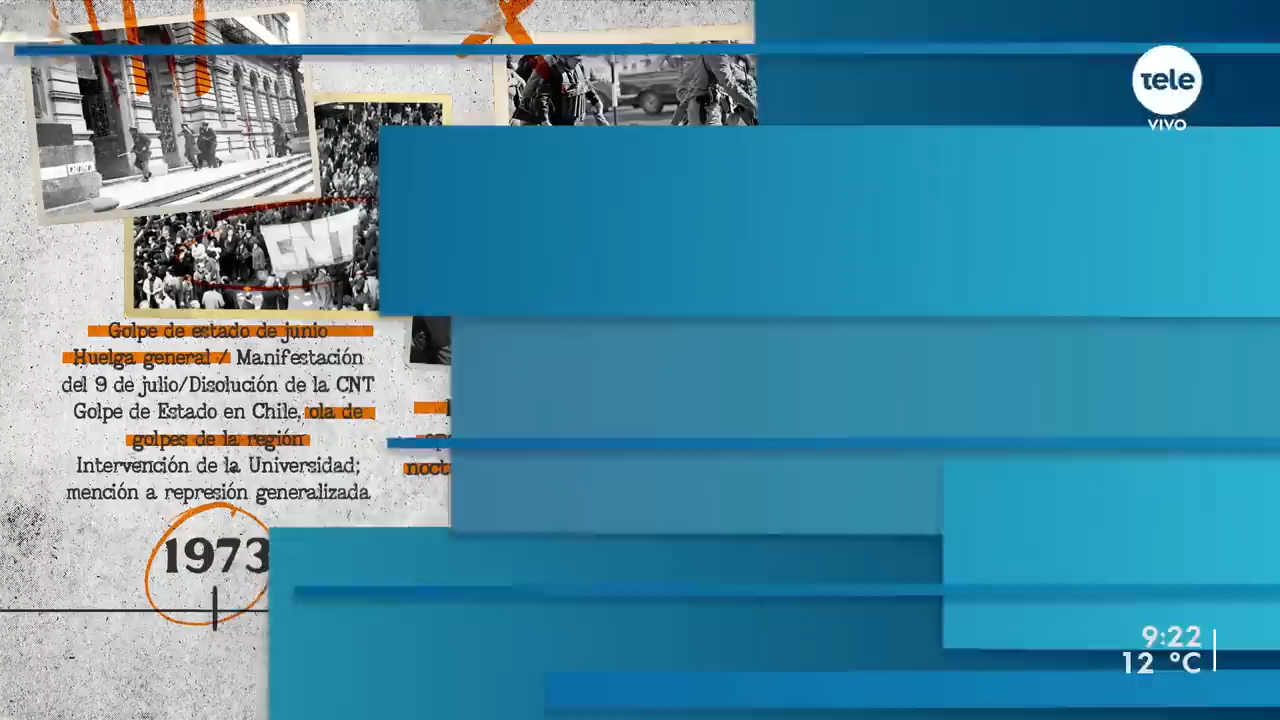 tele
VIVO
CNT
Golpe de estado de junio
Huelga general / Manifestación
del 9 de julio/Disolución de la CNT
Golpe de Estado en Chile, ola de
golpes de la región
Intervención de la Universidad;
mención a represión generalizada
1973
9:22
12 °C